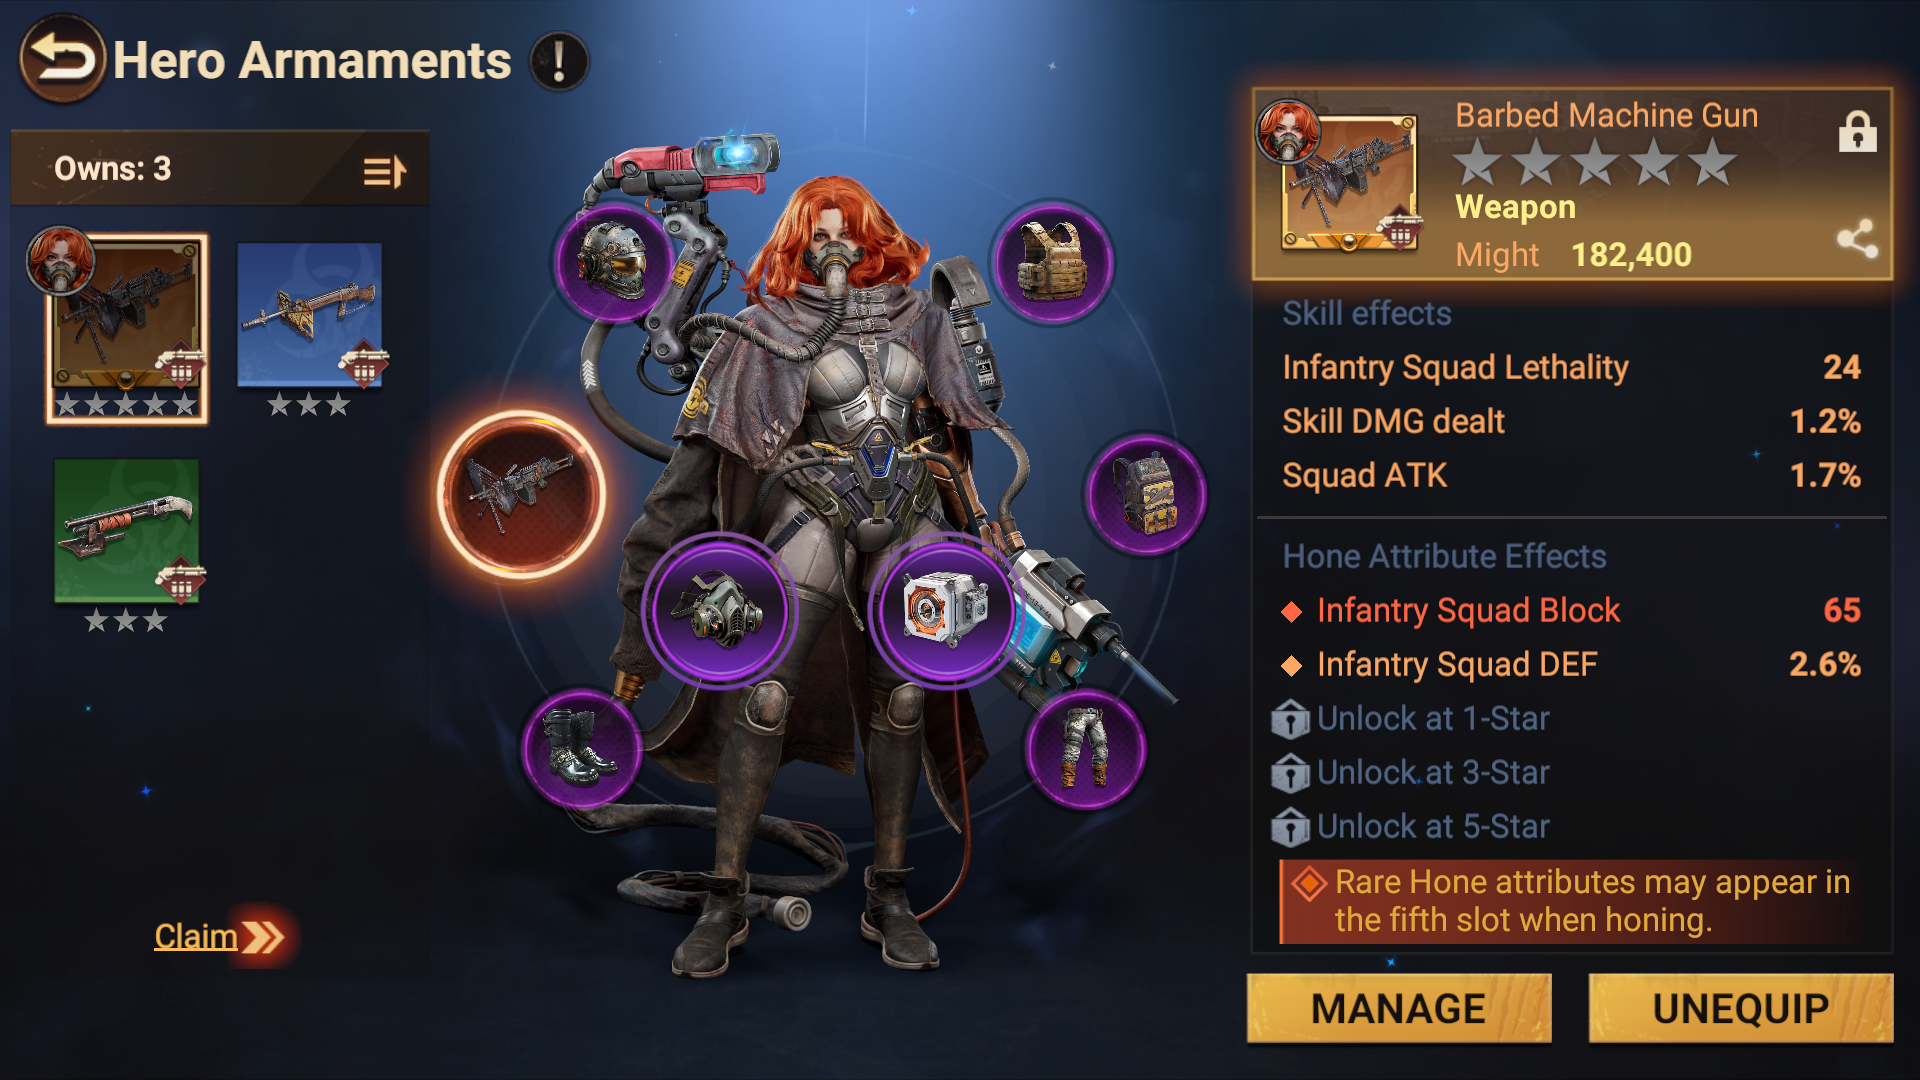 Hero Armaments
!
Owns: 3
Claim
Barbed Machine Gun
Weapon
Might 182,400
Skill effects
Infantry Squad Lethality 24
Skill DMG dealt 1.2%
Squad ATK 1.7%
Hone Attribute Effects
Infantry Squad Block 65
Infantry Squad DEF 2.6%
Unlock at 1-Star
Unlock at 3-Star
Unlock at 5-Star
Rare Hone attributes may appear in
the fifth slot when honing.
MANAGE
UNEQUIP